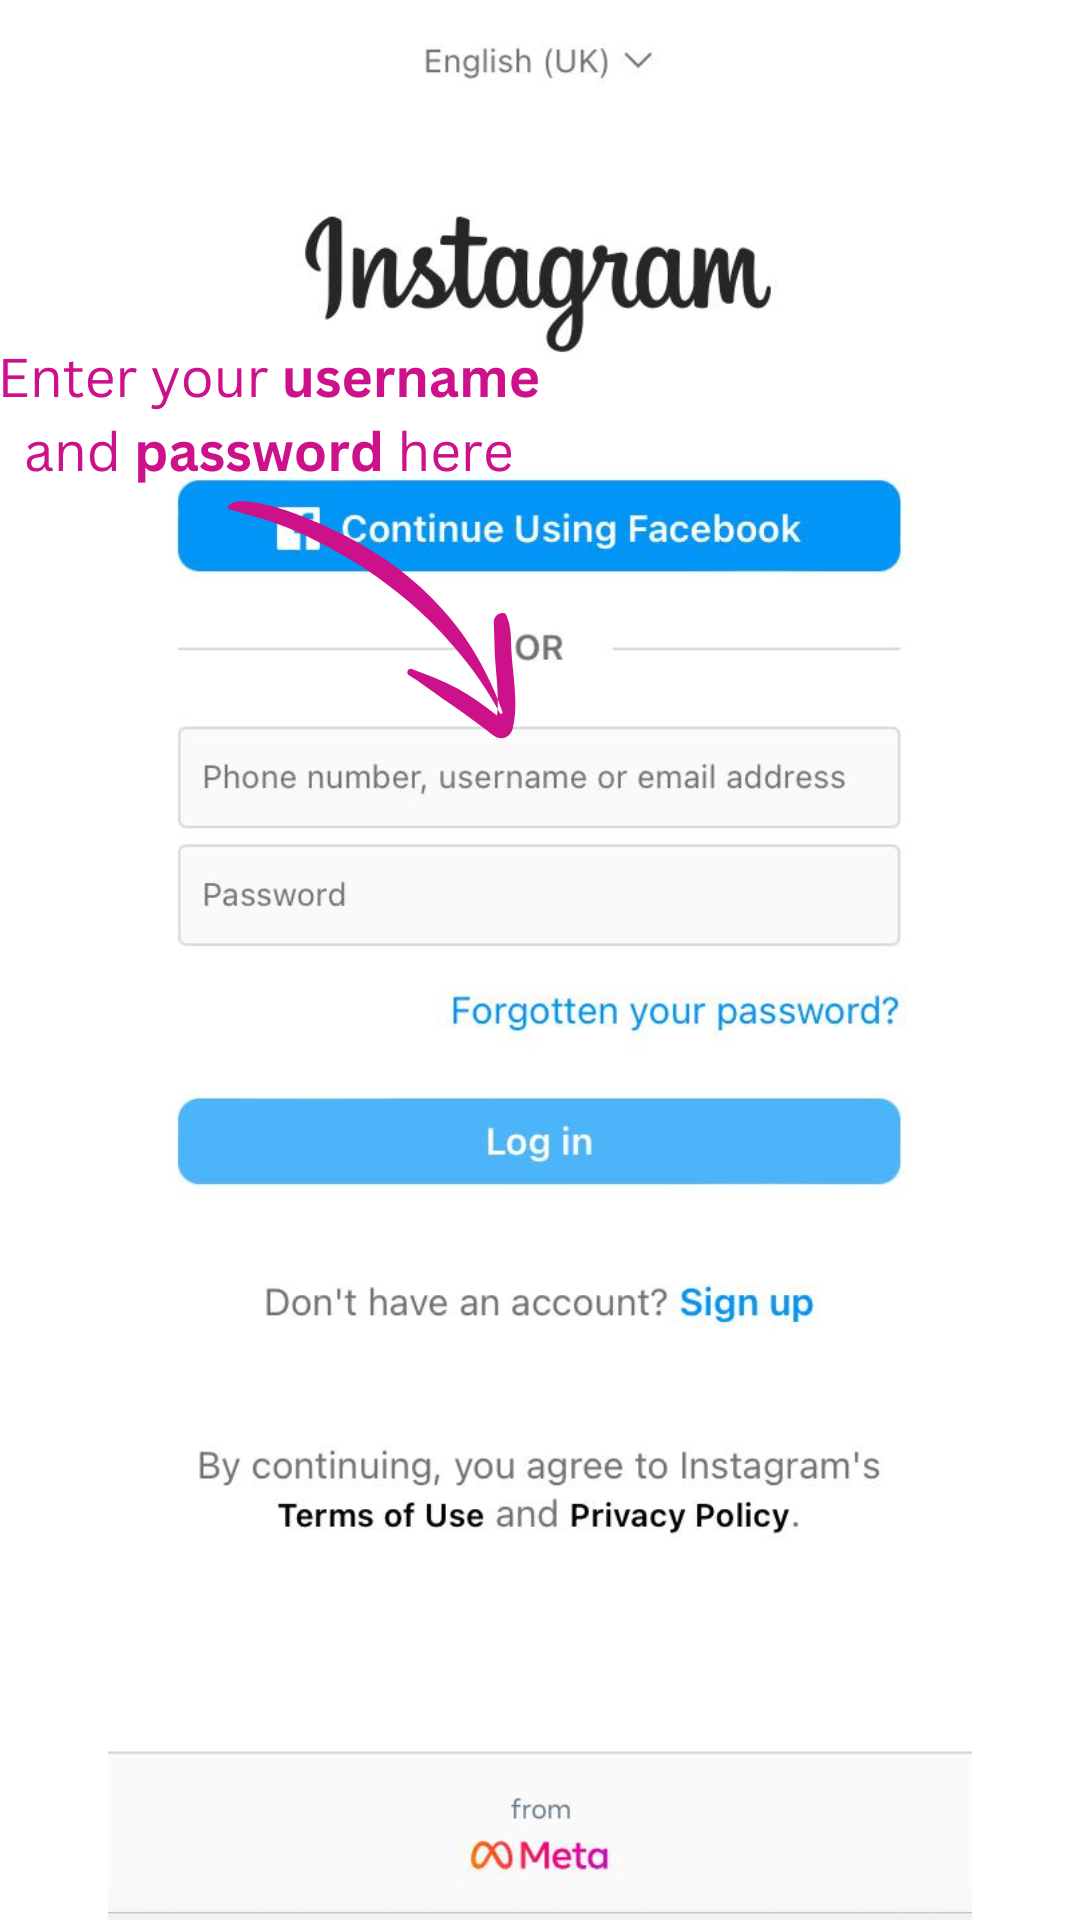 English (UK)
Instagram
Enter your username
and password here
Continue Using Facebook
OR
Phone number, username or email address
Password
Forgotten your password?
Log in
Don't have an account? Sign up
By continuing, you agree to Instagram's
Terms of Use and Privacy Policy.
from
Meta